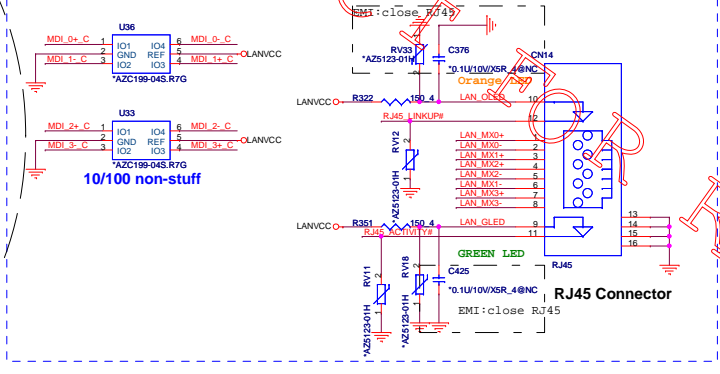 EMI:close RJ45
U36
MDI_0+_C 1 IO1 IO4 6 MDI_0-_C
2 GND REF 5 LANVCC
MDI_1-_C 3 IO2 IO3 4 MDI_1+_C
*AZC199-04S.R7G
U33
MDI_2+_C 1 IO1 IO4 6 MDI_2-_C
2 GND REF 5 LANVCC
MDI_3-_C 3 IO2 IO3 4 MDI_3+_C
*AZC199-04S.R7G
10/100 non-stuff
RV33
*AZ5123-01H
C376
*0.1U/10V/X5R_4@NC
CN14
Orange LED
LANVCC R322 150_4 LAN_OLED 10
RJ45_LINKUP# 12
RV12
*AZ5123-01H
1 2
LAN_MX0+ 1
LAN_MX0- 2
LAN_MX1+ 3
LAN_MX2+ 4
LAN_MX2- 5
LAN_MX1- 6
LAN_MX3+ 7
LAN_MX3- 8
LANVCC R351 150_4 LAN_GLED 9
RJ45_ACTIVITY# 11
13
14
15
16
GREEN LED
RJ45
RV11
*AZ5123-01H
1 2
RV18
*AZ5123-01H
1 2
C425
*0.1U/10V/X5R_4@NC
EMI:close RJ45
RJ45 Connector